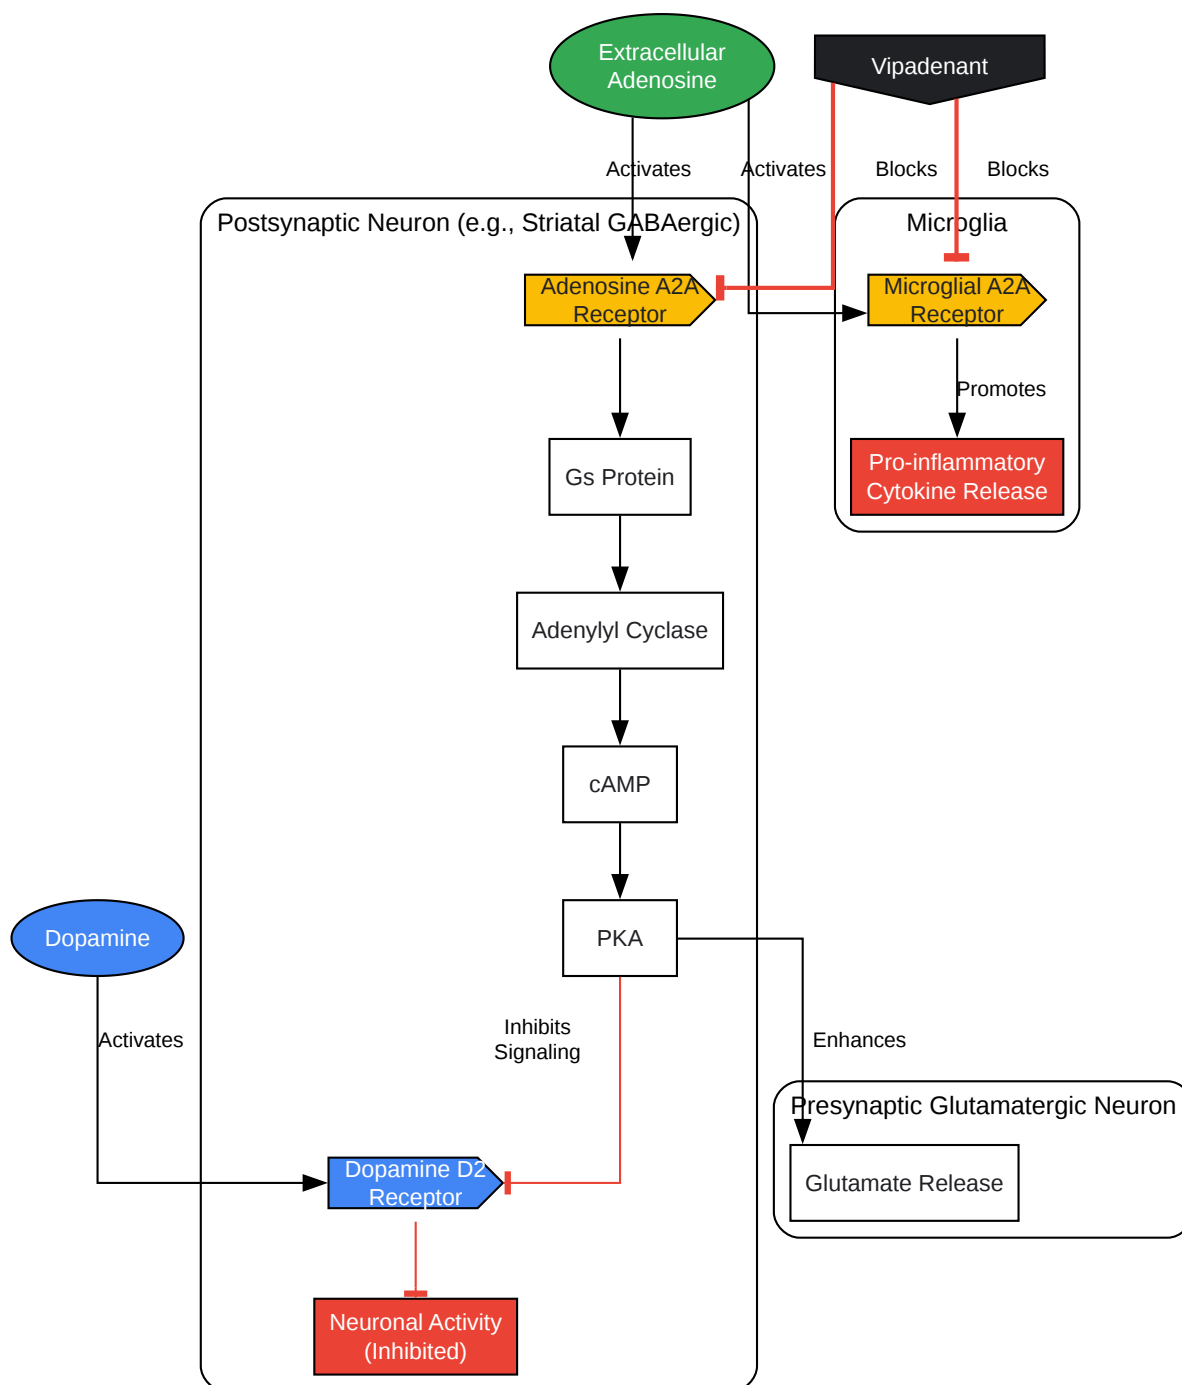 Extracellular
Adenosine
Vipadenant
Activates
Activates
Blocks
Blocks
Postsynaptic Neuron (e.g., Striatal GABAergic)
Microglia
Adenosine A2A
Receptor
Microglial A2A
Receptor
Promotes
Gs Protein
Pro-inflammatory
Cytokine Release
Adenylyl Cyclase
cAMP
Dopamine
PKA
Activates
Inhibits
Signaling
Enhances
Presynaptic Glutamatergic Neuron
Dopamine D2
Receptor
Glutamate Release
Neuronal Activity
(Inhibited)